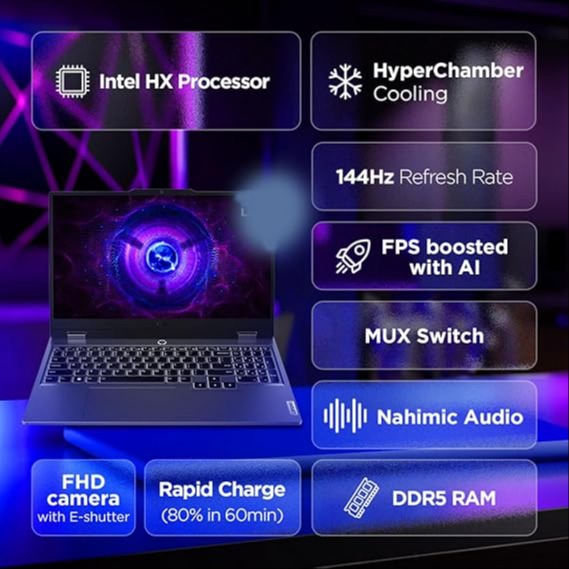 Intel HX Processor
HyperChamber
Cooling
144Hz Refresh Rate
FPS boosted
with AI
MUX Switch
Nahimic Audio
FHD
camera
with E-shutter
Rapid Charge
(80% in 60min)
DDR5 RAM